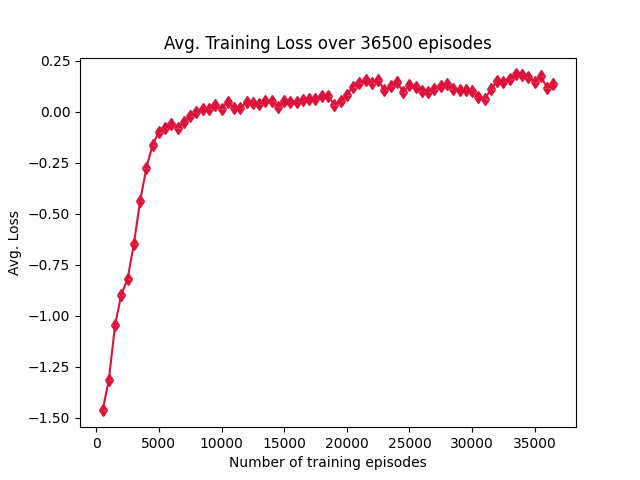 Avg. Training Loss over 36500 episodes
0.25
0.00
−0.25
−0.50
−0.75
−1.00
−1.25
−1.50
Avg. Loss
0 5000 10000 15000 20000 25000 30000 35000
Number of training episodes